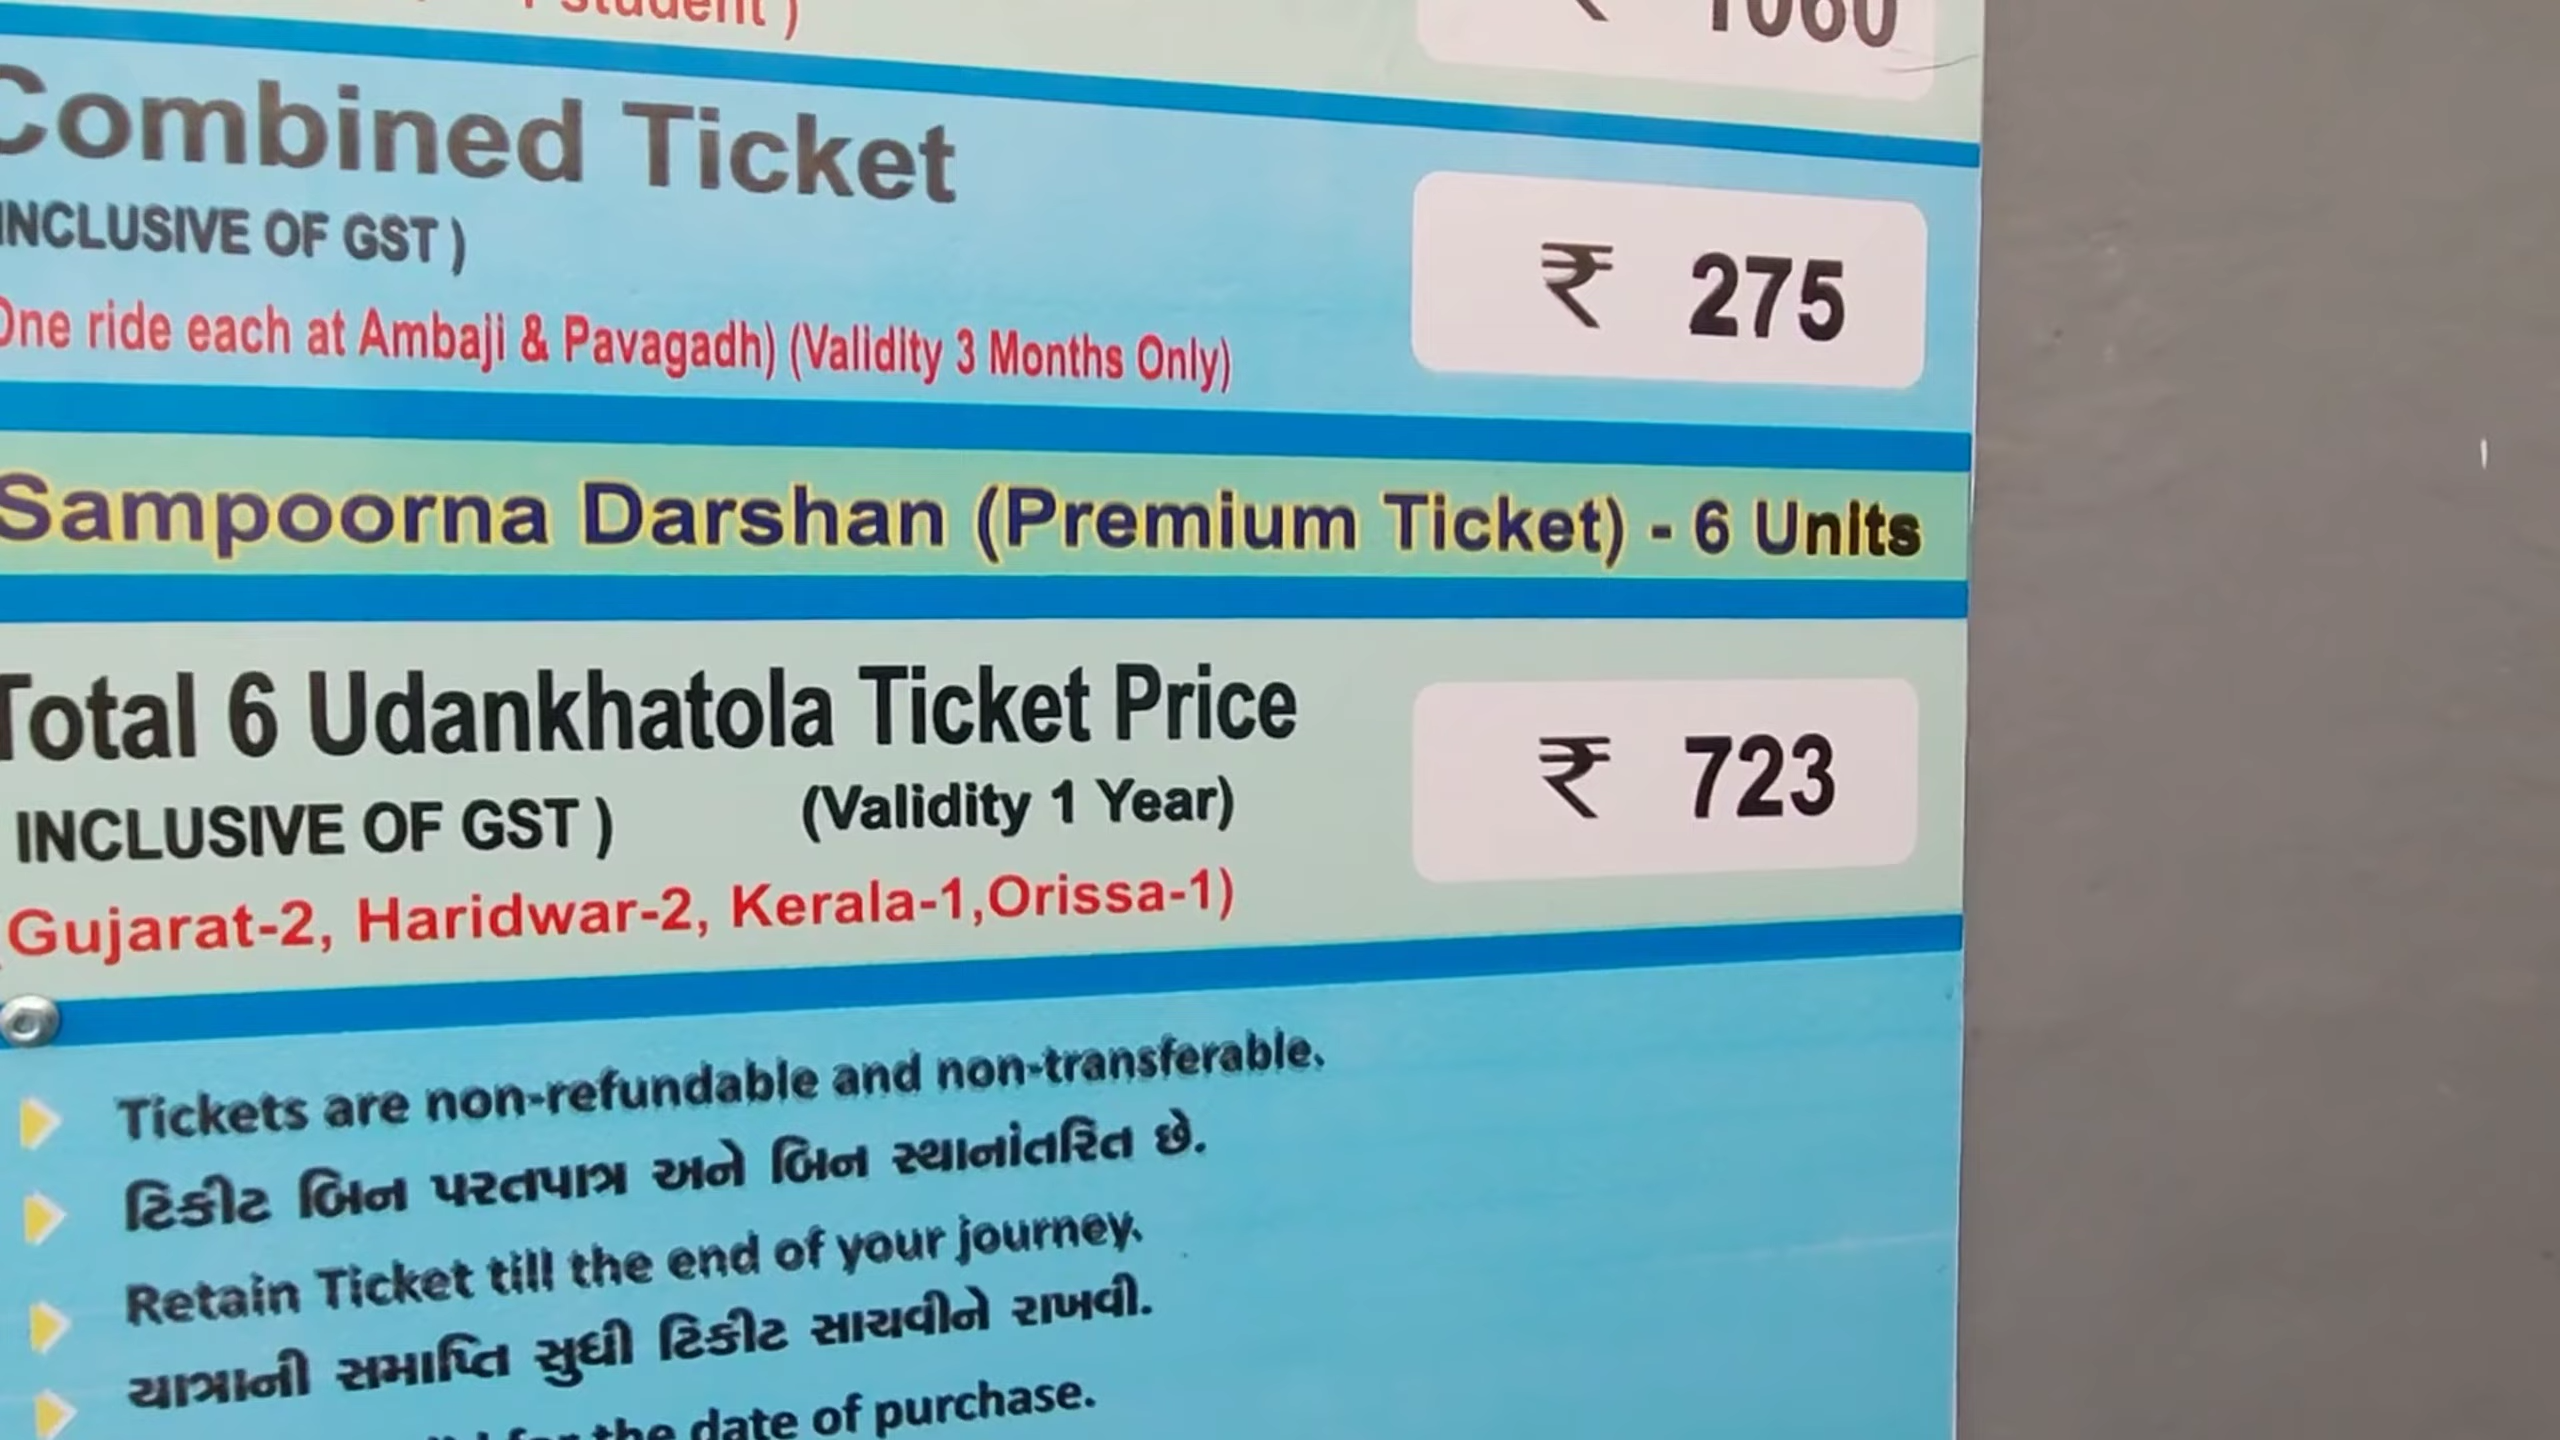 student )
₹ 1060
Combined Ticket
INCLUSIVE OF GST )
₹ 275
One ride each at Ambaji & Pavagadh) (Validity 3 Months Only)
Sampoorna Darshan (Premium Ticket) - 6 Units
Total 6 Udankhatola Ticket Price
₹ 723
INCLUSIVE OF GST ) (Validity 1 Year)
(Gujarat-2, Haridwar-2, Kerala-1,Orissa-1)
Tickets are non-refundable and non-transferable.
ટિકીટ બિન પરતપાત્ર અને બિન સ્થાનાંતરિત છે.
Retain Ticket till the end of your journey.
યાત્રાની સમાપ્તિ સુધી ટિકીટ સાચવીને રાખવી.
for the date of purchase.